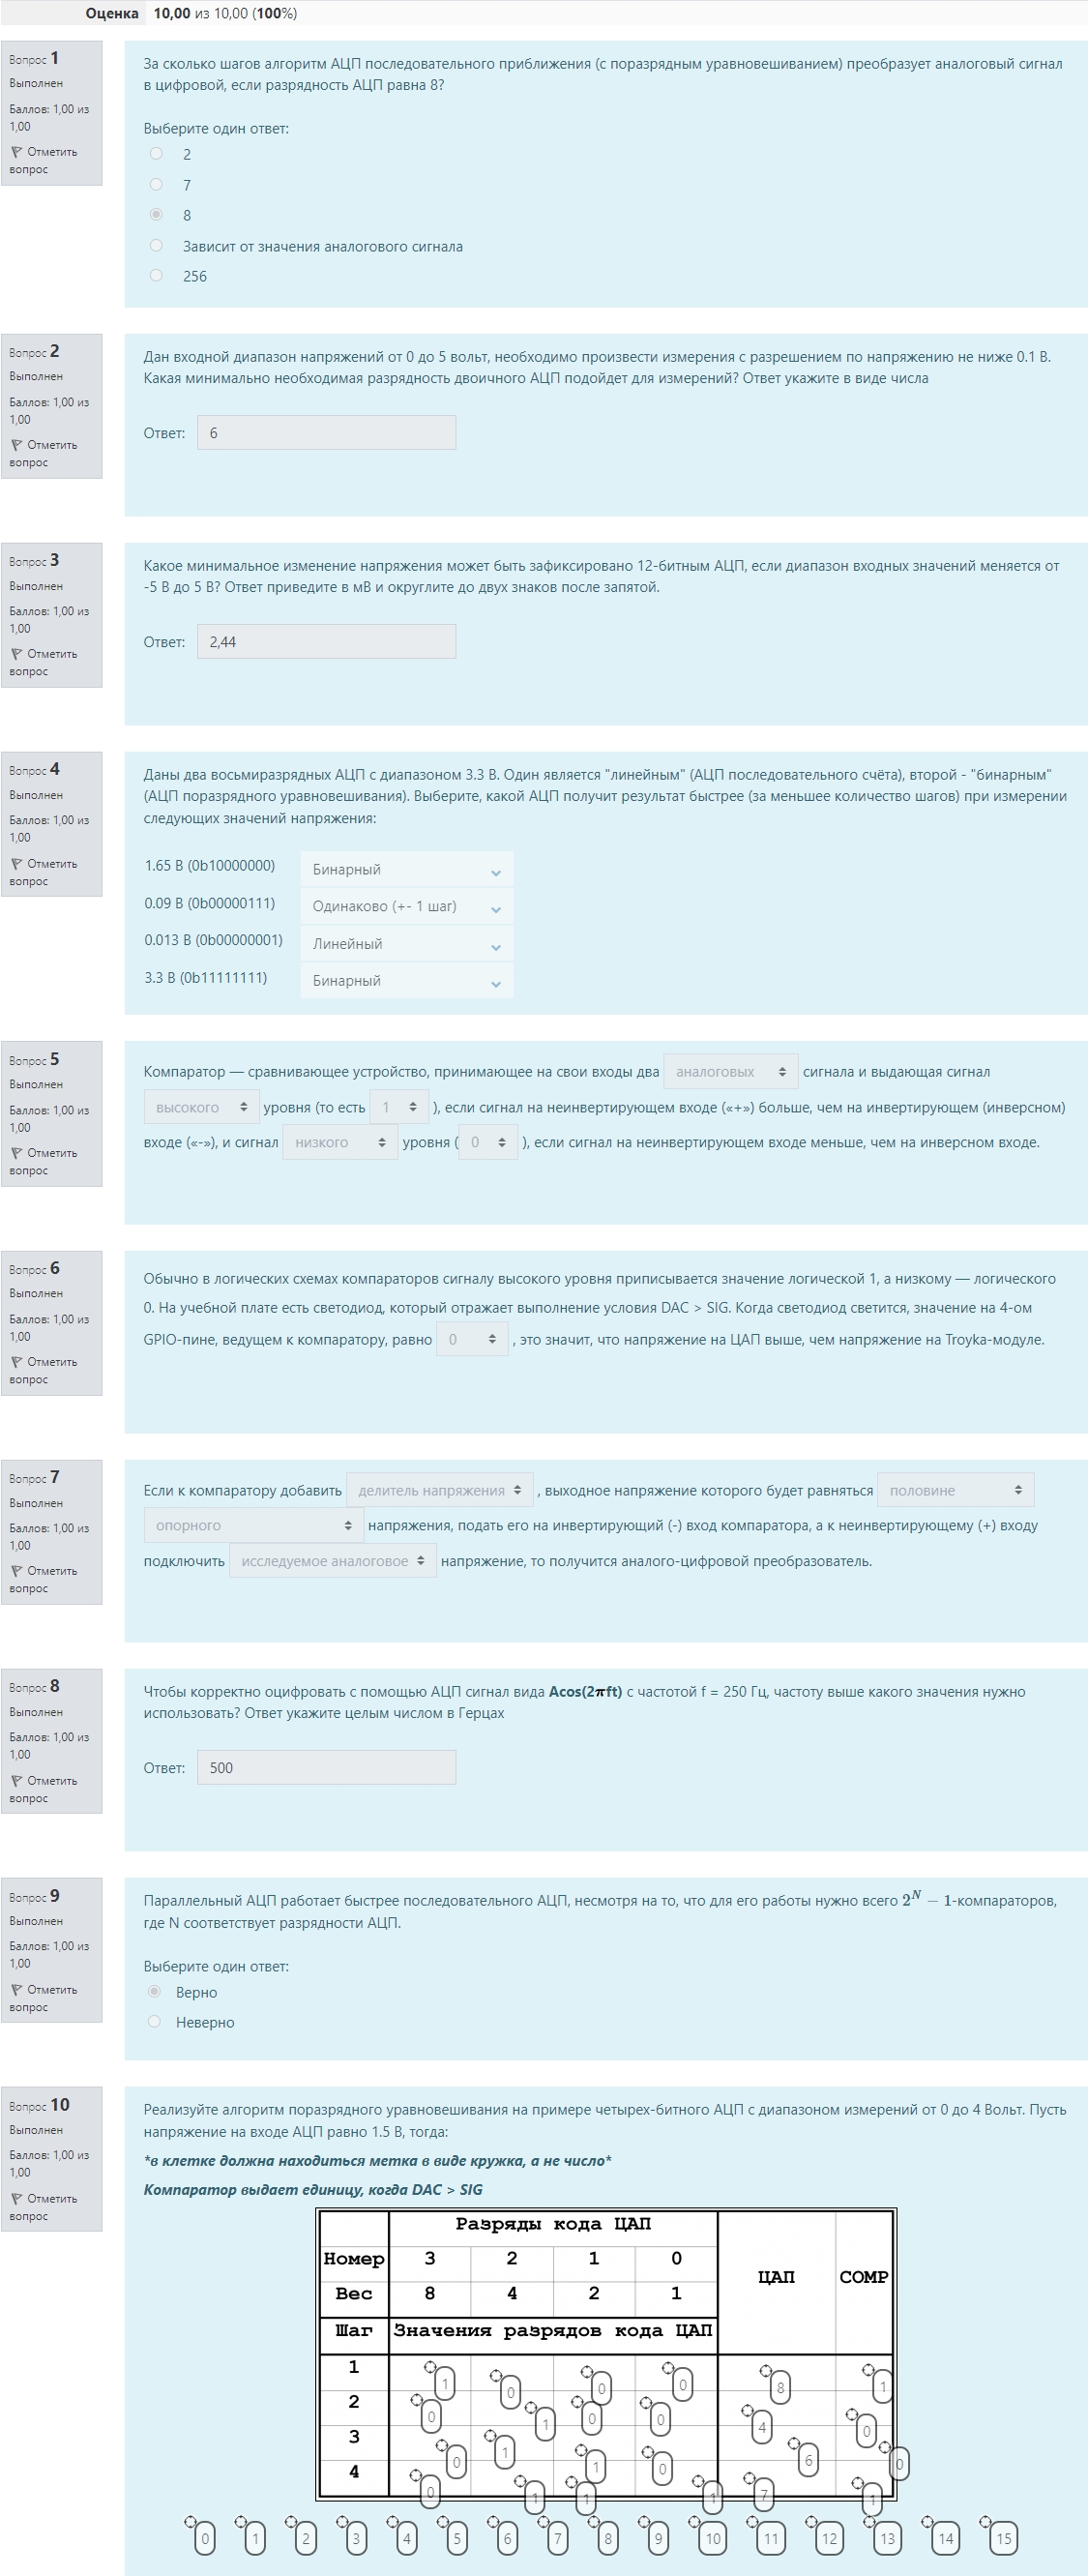 Оценка 10,00 из 10,00 (100%)
Вопрос 1
Выполнен
Баллов: 1,00 из
1,00
Отметить
вопрос
За сколько шагов алгоритм АЦП последовательного приближения (с поразрядным уравновешиванием) преобразует аналоговый сигнал
в цифровой, если разрядность АЦП равна 8?
Выберите один ответ:
2
7
8
Зависит от значения аналогового сигнала
256
Вопрос 2
Выполнен
Баллов: 1,00 из
1,00
Отметить
вопрос
Дан входной диапазон напряжений от 0 до 5 вольт, необходимо произвести измерения с разрешением по напряжению не ниже 0.1 В.
Какая минимально необходимая разрядность двоичного АЦП подойдет для измерений? Ответ укажите в виде числа
Ответ: 6
Вопрос 3
Выполнен
Баллов: 1,00 из
1,00
Отметить
вопрос
Какое минимальное изменение напряжения может быть зафиксировано 12-битным АЦП, если диапазон входных значений меняется от
-5 В до 5 В? Ответ приведите в мВ и округлите до двух знаков после запятой.
Ответ: 2,44
Вопрос 4
Выполнен
Баллов: 1,00 из
1,00
Отметить
вопрос
Даны два восьмиразрядных АЦП с диапазоном 3.3 В. Один является "линейным" (АЦП последовательного счёта), второй - "бинарным"
(АЦП поразрядного уравновешивания). Выберите, какой АЦП получит результат быстрее (за меньшее количество шагов) при измерении
следующих значений напряжения:
1.65 В (0b10000000) Бинарный
0.09 В (0b00000111) Одинаково (+- 1 шаг)
0.013 В (0b00000001) Линейный
3.3 В (0b11111111) Бинарный
Вопрос 5
Выполнен
Баллов: 1,00 из
1,00
Отметить
вопрос
Компаратор — сравнивающее устройство, принимающее на свои входы два аналоговых сигнала и выдающая сигнал
высокого уровня (то есть 1 ), если сигнал на неинвертирующем входе («+») больше, чем на инвертирующем (инверсном)
входе («-»), и сигнал низкого уровня ( 0 ), если сигнал на неинвертирующем входе меньше, чем на инверсном входе.
Вопрос 6
Выполнен
Баллов: 1,00 из
1,00
Отметить
вопрос
Обычно в логических схемах компараторов сигналу высокого уровня приписывается значение логической 1, а низкому — логического
0. На учебной плате есть светодиод, который отражает выполнение условия DAC > SIG. Когда светодиод светится, значение на 4-ом
GPIO-пине, ведущем к компаратору, равно 0 , это значит, что напряжение на ЦАП выше, чем напряжение на Troyka-модуле.
Вопрос 7
Выполнен
Баллов: 1,00 из
1,00
Отметить
вопрос
Если к компаратору добавить делитель напряжения , выходное напряжение которого будет равняться половине
опорного напряжения, подать его на инвертирующий (-) вход компаратора, а к неинвертирующему (+) входу
подключить исследуемое аналоговое напряжение, то получится аналого-цифровой преобразователь.
Вопрос 8
Выполнен
Баллов: 1,00 из
1,00
Отметить
вопрос
Чтобы корректно оцифровать с помощью АЦП сигнал вида Acos(2πft) с частотой f = 250 Гц, частоту выше какого значения нужно
использовать? Ответ укажите целым числом в Герцах
Ответ: 500
Вопрос 9
Выполнен
Баллов: 1,00 из
1,00
Отметить
вопрос
Параллельный АЦП работает быстрее последовательного АЦП, несмотря на то, что для его работы нужно всего 2^N − 1-компараторов,
где N соответствует разрядности АЦП.
Выберите один ответ:
Верно
Неверно
Вопрос 10
Выполнен
Баллов: 1,00 из
1,00
Отметить
вопрос
Реализуйте алгоритм поразрядного уравновешивания на примере четырех-битного АЦП с диапазоном измерений от 0 до 4 Вольт. Пусть
напряжение на входе АЦП равно 1.5 В, тогда:
*в клетке должна находиться метка в виде кружка, а не число*
Компаратор выдает единицу, когда DAC > SIG
Разряды кода ЦАП
Номер 3 2 1 0 ЦАП COMP
Вес 8 4 2 1
Шаг Значения разрядов кода ЦАП
1 1 0 0 0 8 1
2 0 1 0 0 4 0
3 0 1 1 0 6 0
4 0 1 1 1 7 1
0 1 2 3 4 5 6 7 8 9 10 11 12 13 14 15